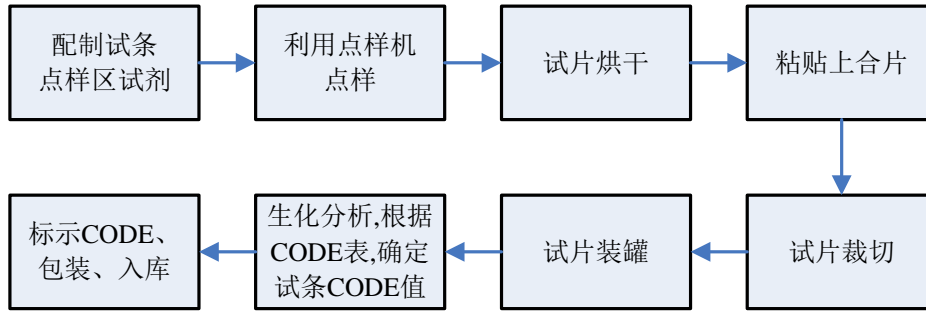 配制试条
点样区试剂
利用点样机
点样
试片烘干
粘贴上合片
试片裁切
试片装罐
生化分析,根据
CODE表,确定
试条CODE值
标示CODE、
包装、入库